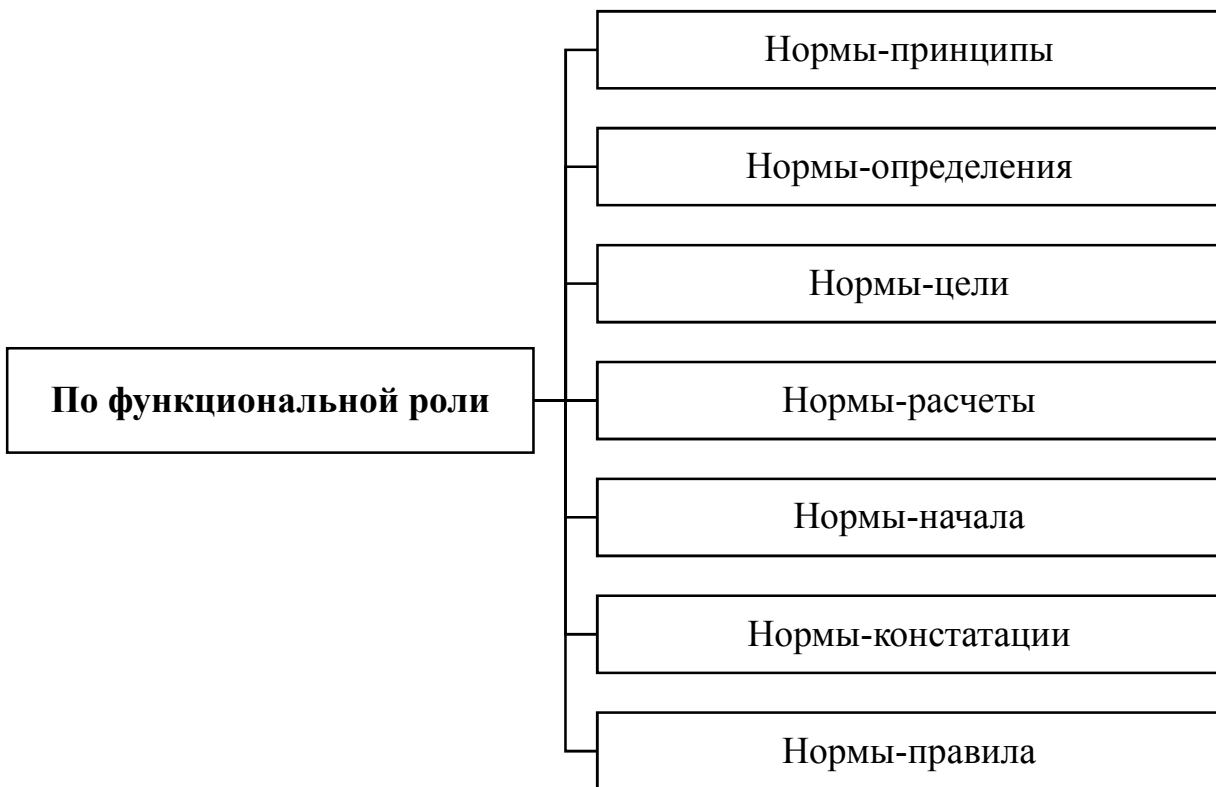 Нормы-принципы
Нормы-определения
Нормы-цели
По функциональной роли
Нормы-расчеты
Нормы-начала
Нормы-констатации
Нормы-правила